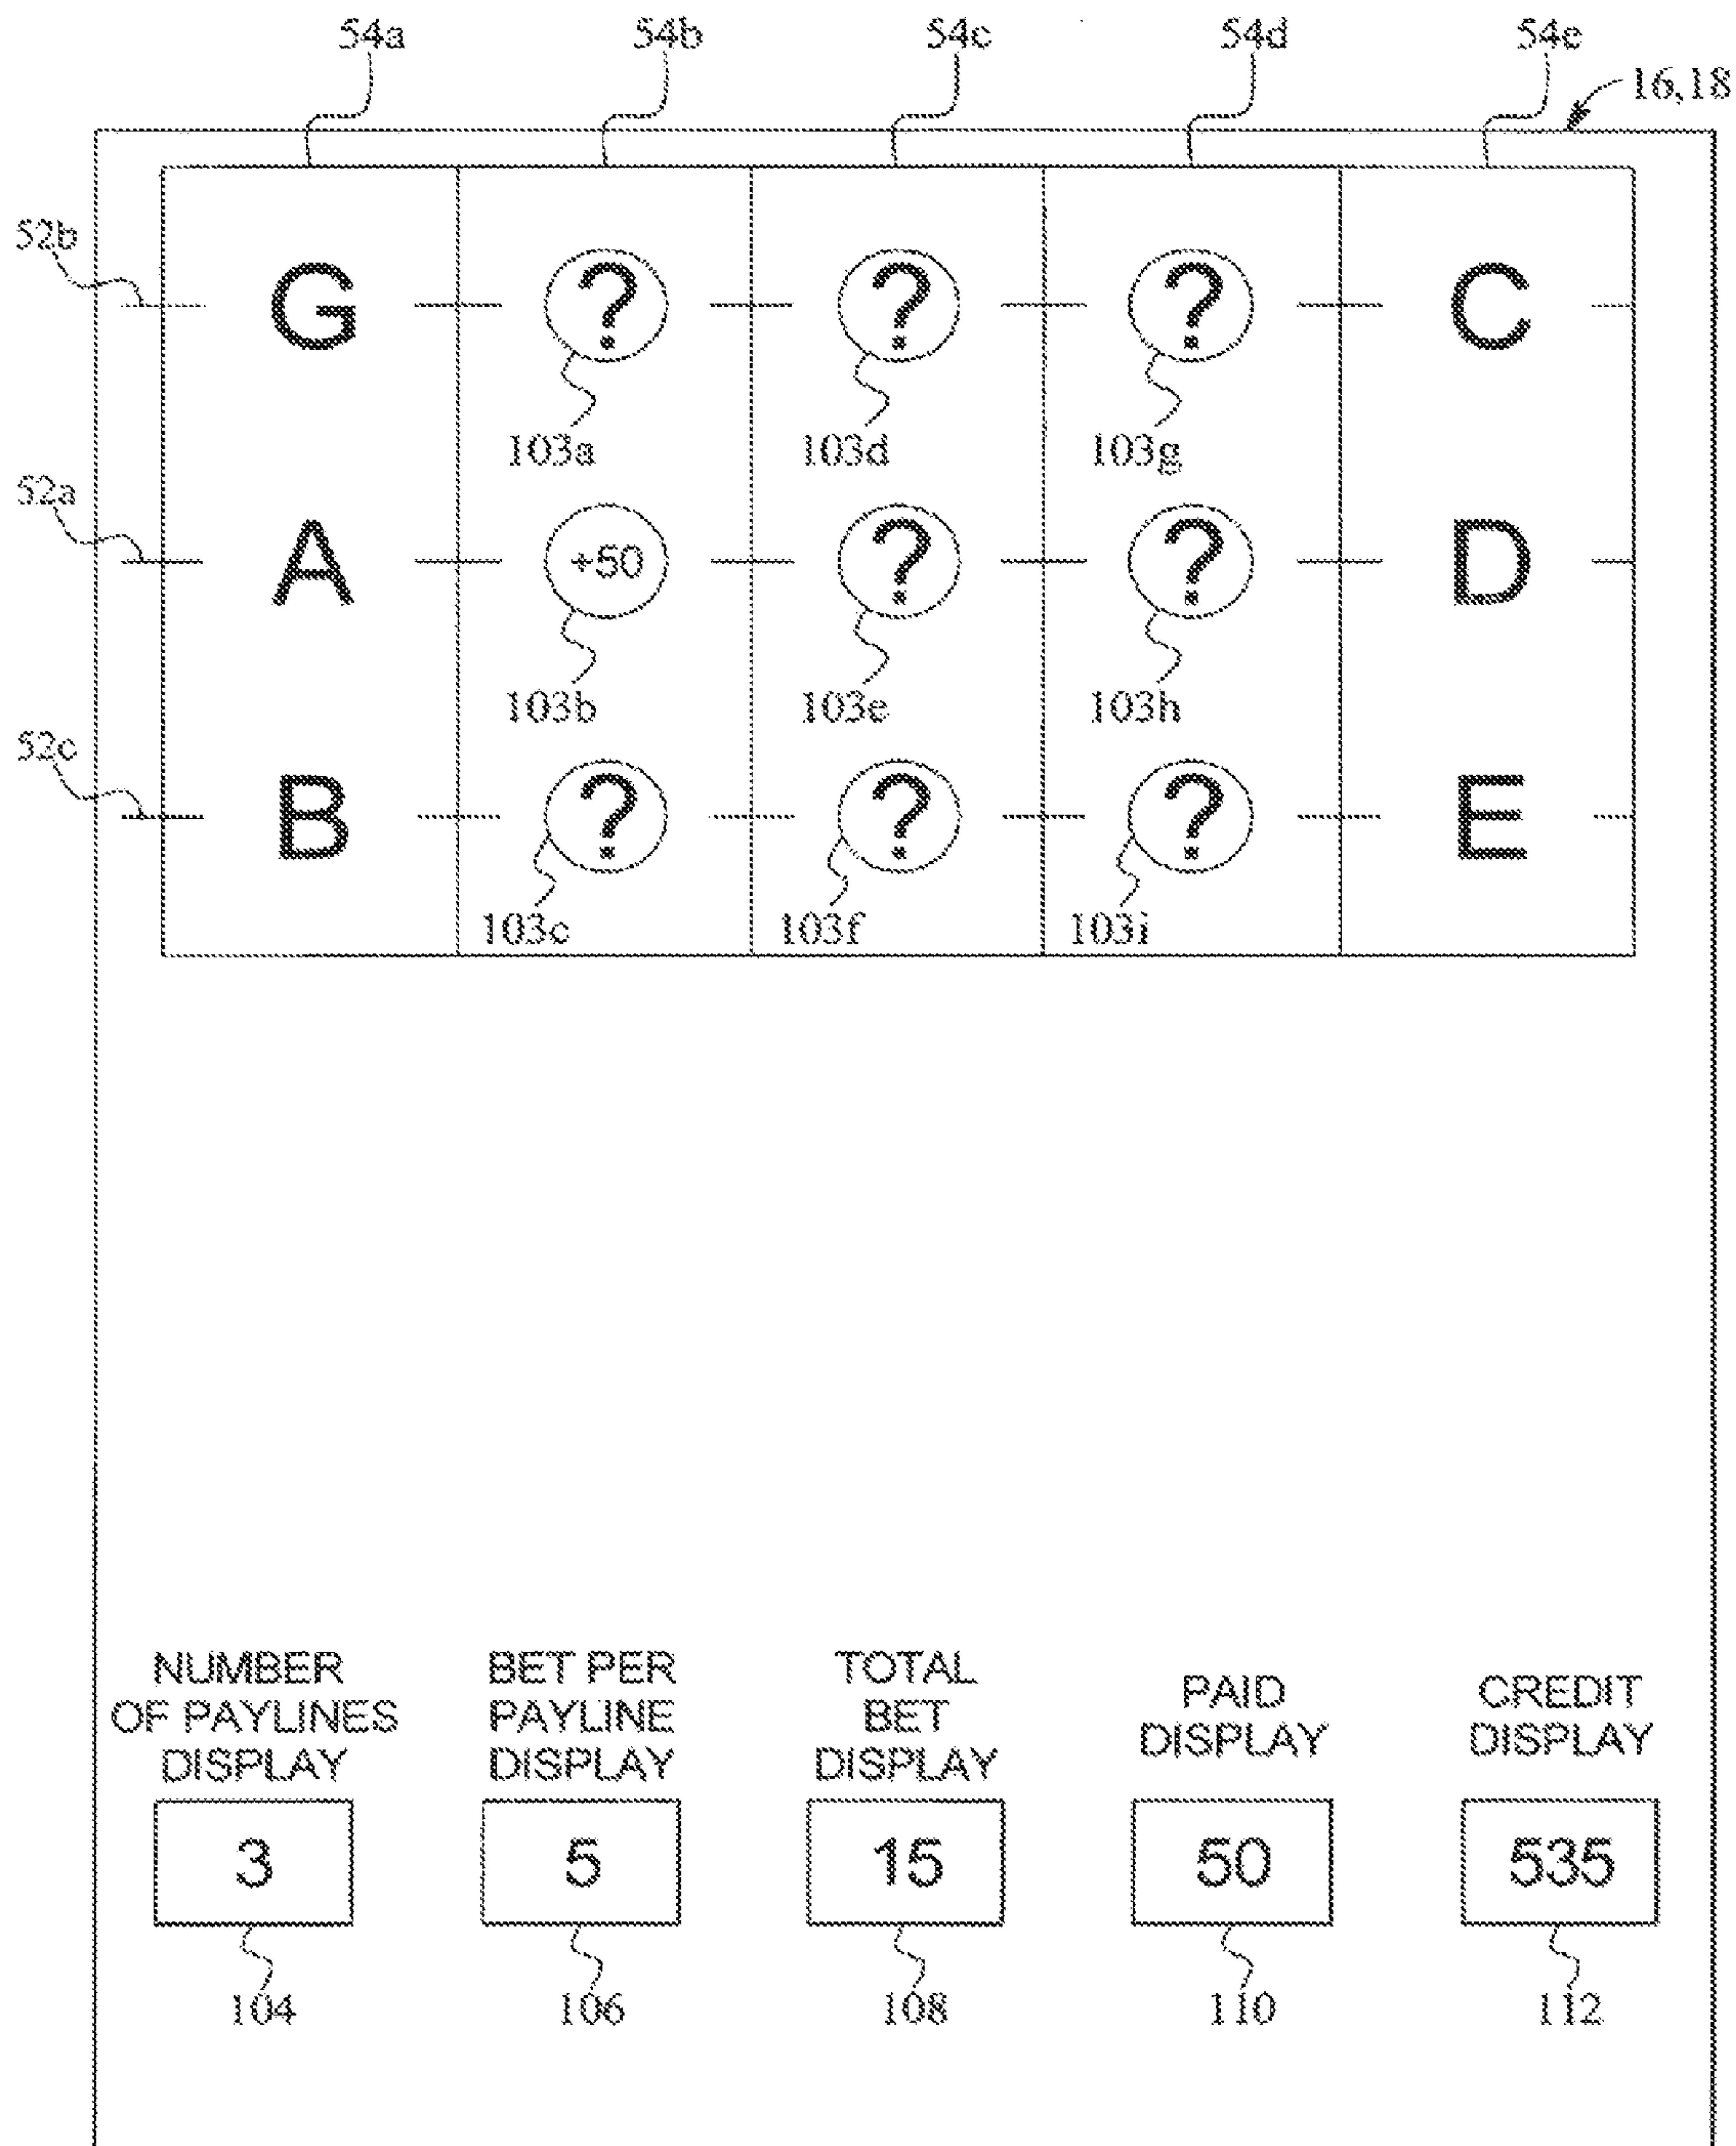 54a 54b 54c 54d 54e
16,18
52b
G ? ? ? C
103a 103d 103g
52a
A +50 ? ? D
103b 103e 103h
52c
B ? ? ? E
103c 103f 103i
NUMBER
OF PAYLINES
DISPLAY
BET PER
PAYLINE
DISPLAY
TOTAL
BET
DISPLAY
PAID
DISPLAY
CREDIT
DISPLAY
3 5 15 50 535
104 106 108 110 112